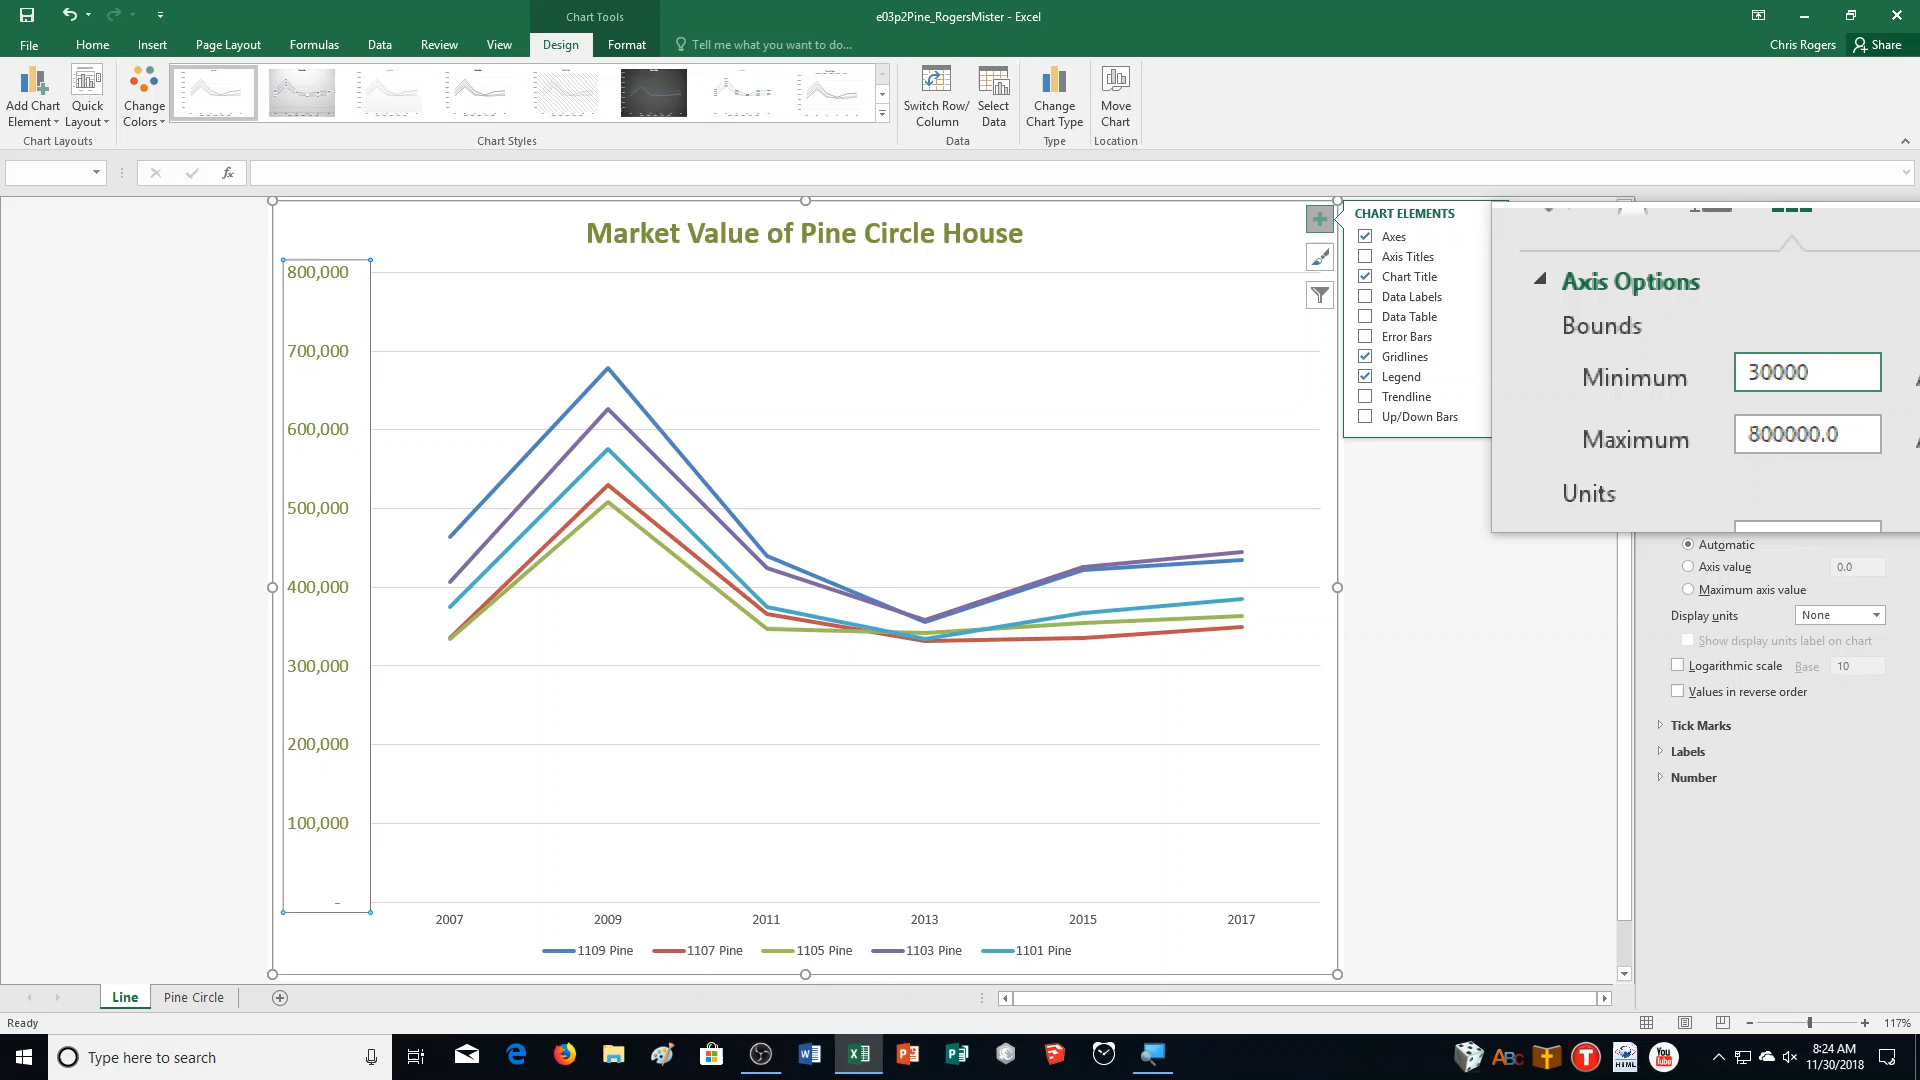 Chart Tools
e03p2Pine_RogersMister - Excel
File Home Insert Page Layout Formulas Data Review View Design Format Tell me what you want to do... Chris Rogers Share
Add Chart Element Quick Layout Change Colors Switch Row/ Column Select Data Change Chart Type Move Chart
Chart Layouts Chart Styles Data Type Location
fx
Market Value of Pine Circle House
800,000
700,000
600,000
500,000
400,000
300,000
200,000
100,000
-
2007 2009 2011 2013 2015 2017
1109 Pine 1107 Pine 1105 Pine 1103 Pine 1101 Pine
CHART ELEMENTS
Axes
Axis Titles
Chart Title
Data Labels
Data Table
Error Bars
Gridlines
Legend
Trendline
Up/Down Bars
Axis Options
Bounds
Minimum 30000
Maximum 800000.0
Units
Automatic
Axis value 0.0
Maximum axis value
Display units None
Show display units label on chart
Logarithmic scale Base 10
Values in reverse order
Tick Marks
Labels
Number
Line Pine Circle
Ready 117%
Type here to search
ABC
HTML
You Tube
8:24 AM
11/30/2018